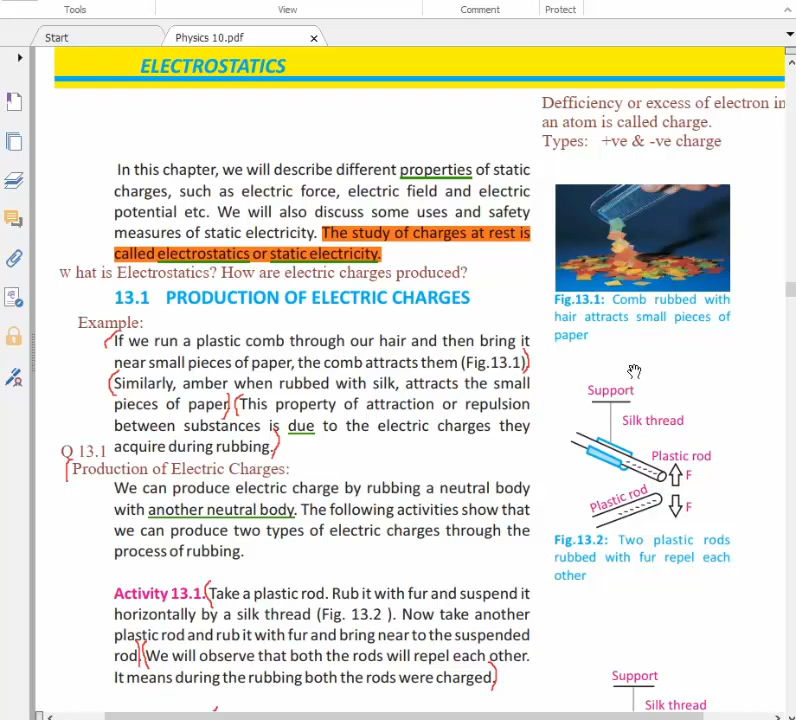 Tools View Comment Protect
Start Physics 10.pdf x
ELECTROSTATICS
Defficiency or excess of electron in
an atom is called charge.
Types: +ve & -ve charge
In this chapter, we will describe different properties of static
charges, such as electric force, electric field and electric
potential etc. We will also discuss some uses and safety
measures of static electricity. The study of charges at rest is
called electrostatics or static electricity.
W hat is Electrostatics? How are electric charges produced?
13.1 PRODUCTION OF ELECTRIC CHARGES
Example:
If we run a plastic comb through our hair and then bring it
near small pieces of paper, the comb attracts them (Fig.13.1).
Similarly, amber when rubbed with silk, attracts the small
pieces of paper. This property of attraction or repulsion
between substances is due to the electric charges they
acquire during rubbing.
Q 13.1
Production of Electric Charges:
We can produce electric charge by rubbing a neutral body
with another neutral body. The following activities show that
we can produce two types of electric charges through the
process of rubbing.
Activity 13.1. Take a plastic rod. Rub it with fur and suspend it
horizontally by a silk thread (Fig. 13.2 ). Now take another
plastic rod and rub it with fur and bring near to the suspended
rod. We will observe that both the rods will repel each other.
It means during the rubbing both the rods were charged.
Fig.13.1: Comb rubbed with
hair attracts small pieces of
paper
Support
Silk thread
Plastic rod
F
Plastic rod
F
Fig.13.2: Two plastic rods
rubbed with fur repel each
other
Support
Silk thread